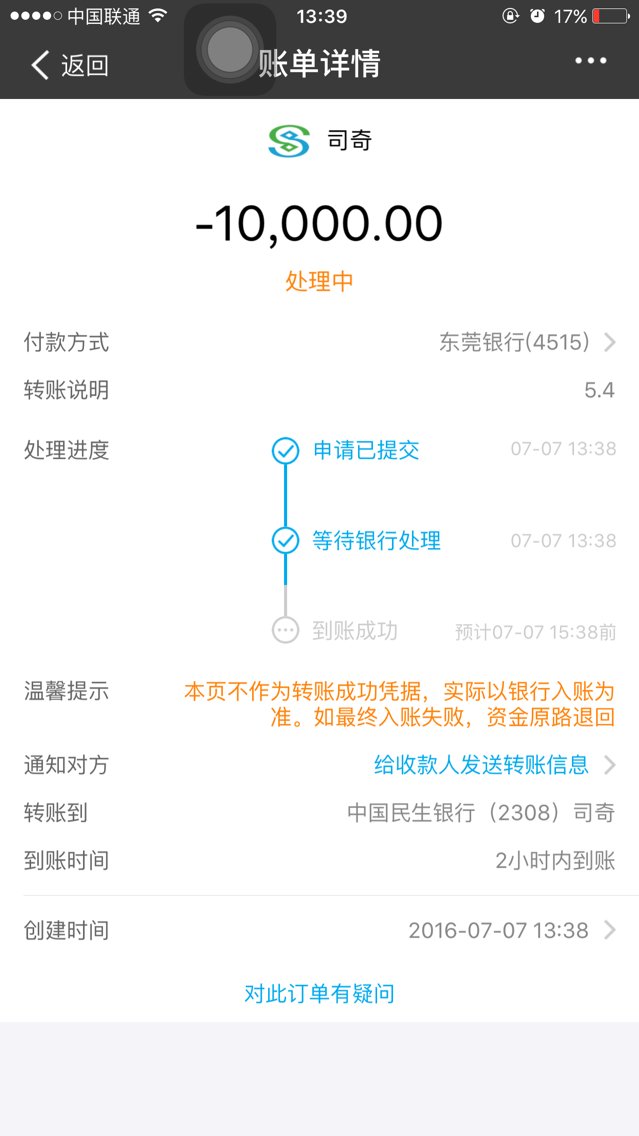 中国联通 13:39 17%
返回 账单详情
司奇
-10,000.00
处理中
付款方式 东莞银行(4515)
转账说明 5.4
处理进度 申请已提交 07-07 13:38
等待银行处理 07-07 13:38
到账成功 预计07-07 15:38前
温馨提示 本页不作为转账成功凭据，实际以银行入账为
准。如最终入账失败，资金原路退回
通知对方 给收款人发送转账信息
转账到 中国民生银行（2308）司奇
到账时间 2小时内到账
创建时间 2016-07-07 13:38
对此订单有疑问